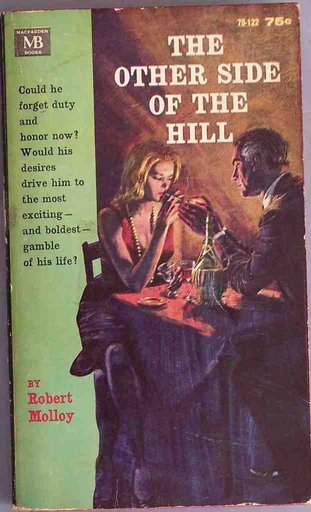 MACFADDEN
MB
BOOKS
75-122 75¢
THE
OTHER SIDE
OF THE
HILL
Could he
forget duty
and
honor now?
Would his
desires
drive him to
the most
exciting—
and boldest—
gamble
of his life?
BY
Robert
Molloy